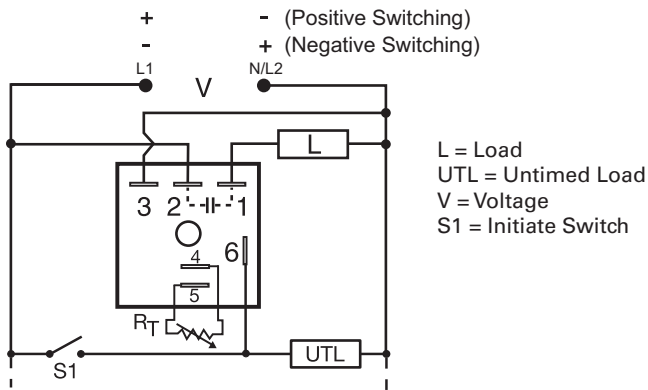 + - (Positive Switching)
- + (Negative Switching)
L1 V N/L2
L
3 2 1
6
4
5
RT
S1 UTL
L = Load
UTL = Untimed Load
V = Voltage
S1 = Initiate Switch